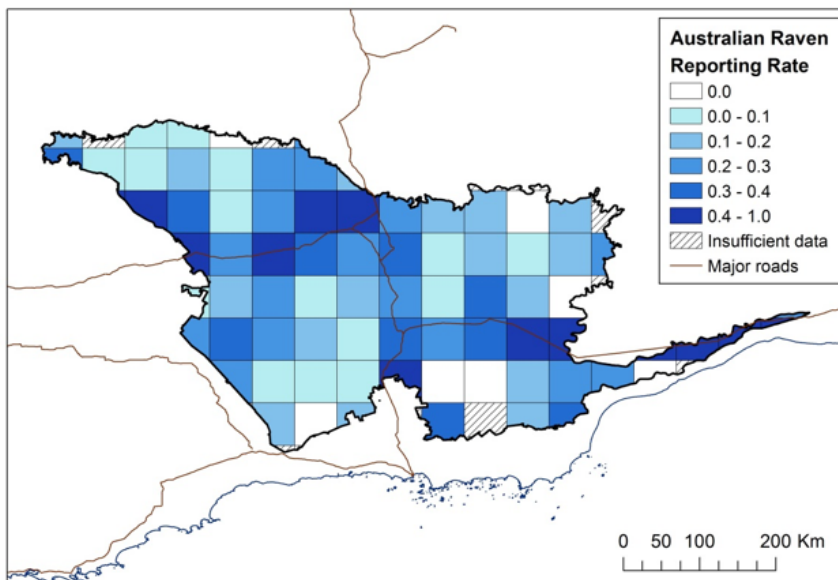 Australian Raven
Reporting Rate
0.0
0.0 - 0.1
0.1 - 0.2
0.2 - 0.3
0.3 - 0.4
0.4 - 1.0
Insufficient data
Major roads
0 50 100 200 Km